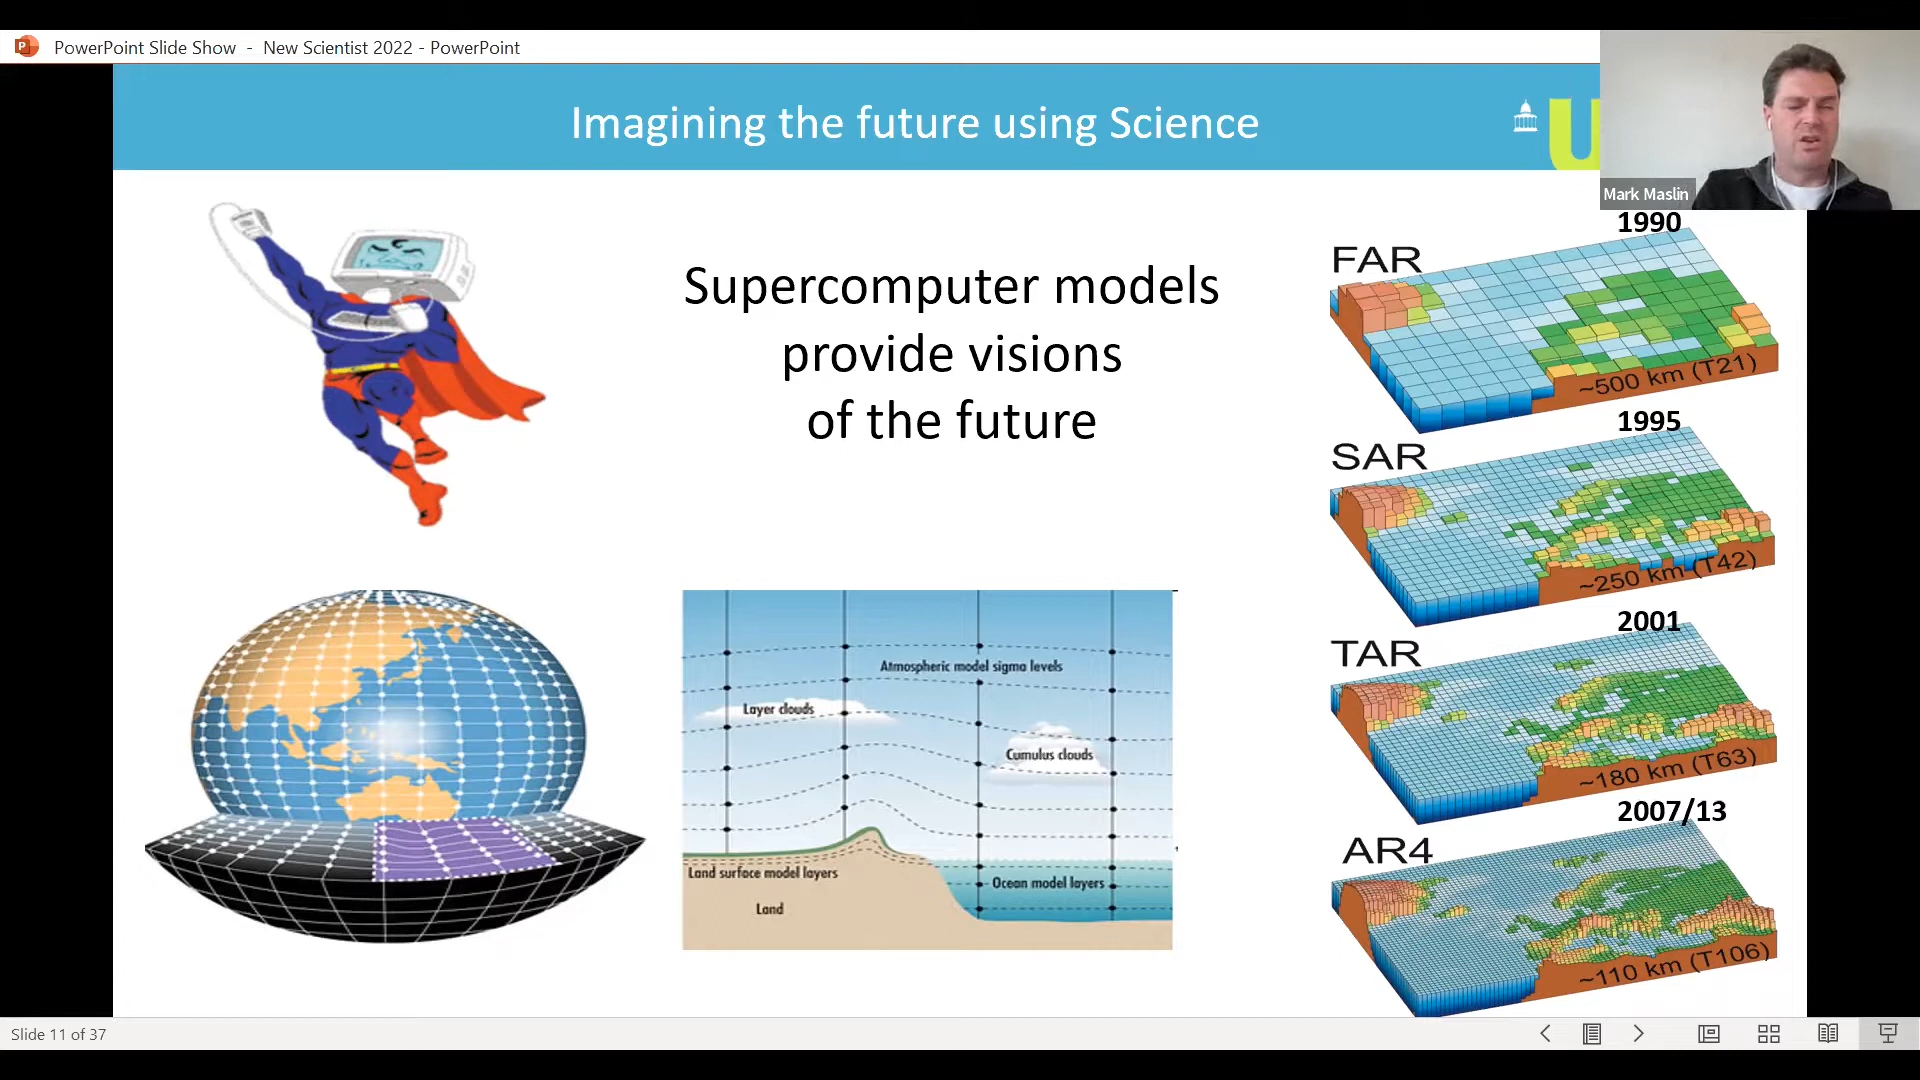 PowerPoint Slide Show - New Scientist 2022 - PowerPoint
Imagining the future using Science
U
Mark Maslin
Supercomputer models
provide visions
of the future
1990
FAR
~500 km (T21)
1995
SAR
~250 km (T42)
2001
TAR
~180 km (T63)
2007/13
AR4
~110 km (T106)
Atmospheric model sigma levels
Layer clouds
Cumulus clouds
Land surface model layers
Ocean model layers
Land
Slide 11 of 37